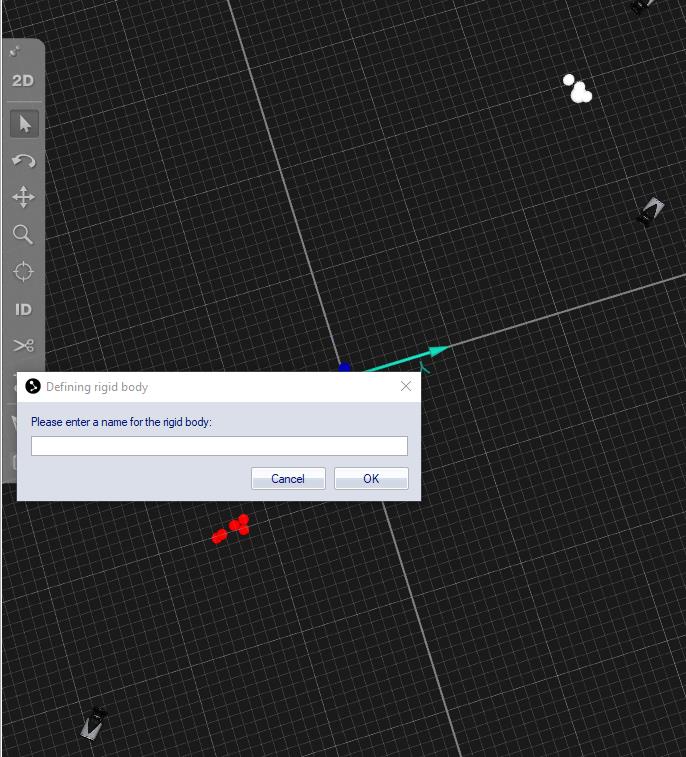 2D
ID
Y
Defining rigid body
Please enter a name for the rigid body:
Cancel
OK